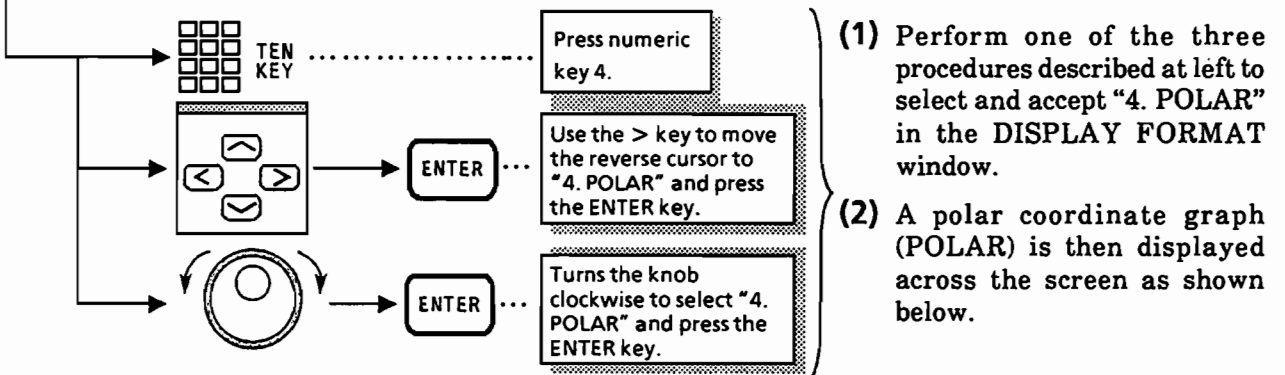 TEN
KEY
Press numeric
key 4.
ENTER
Use the > key to move
the reverse cursor to
"4. POLAR" and press
the ENTER key.
ENTER
Turns the knob
clockwise to select "4.
POLAR" and press the
ENTER key.
(1) Perform one of the three
procedures described at left to
select and accept “4. POLAR”
in the DISPLAY FORMAT
window.
(2) A polar coordinate graph
(POLAR) is then displayed
across the screen as shown
below.